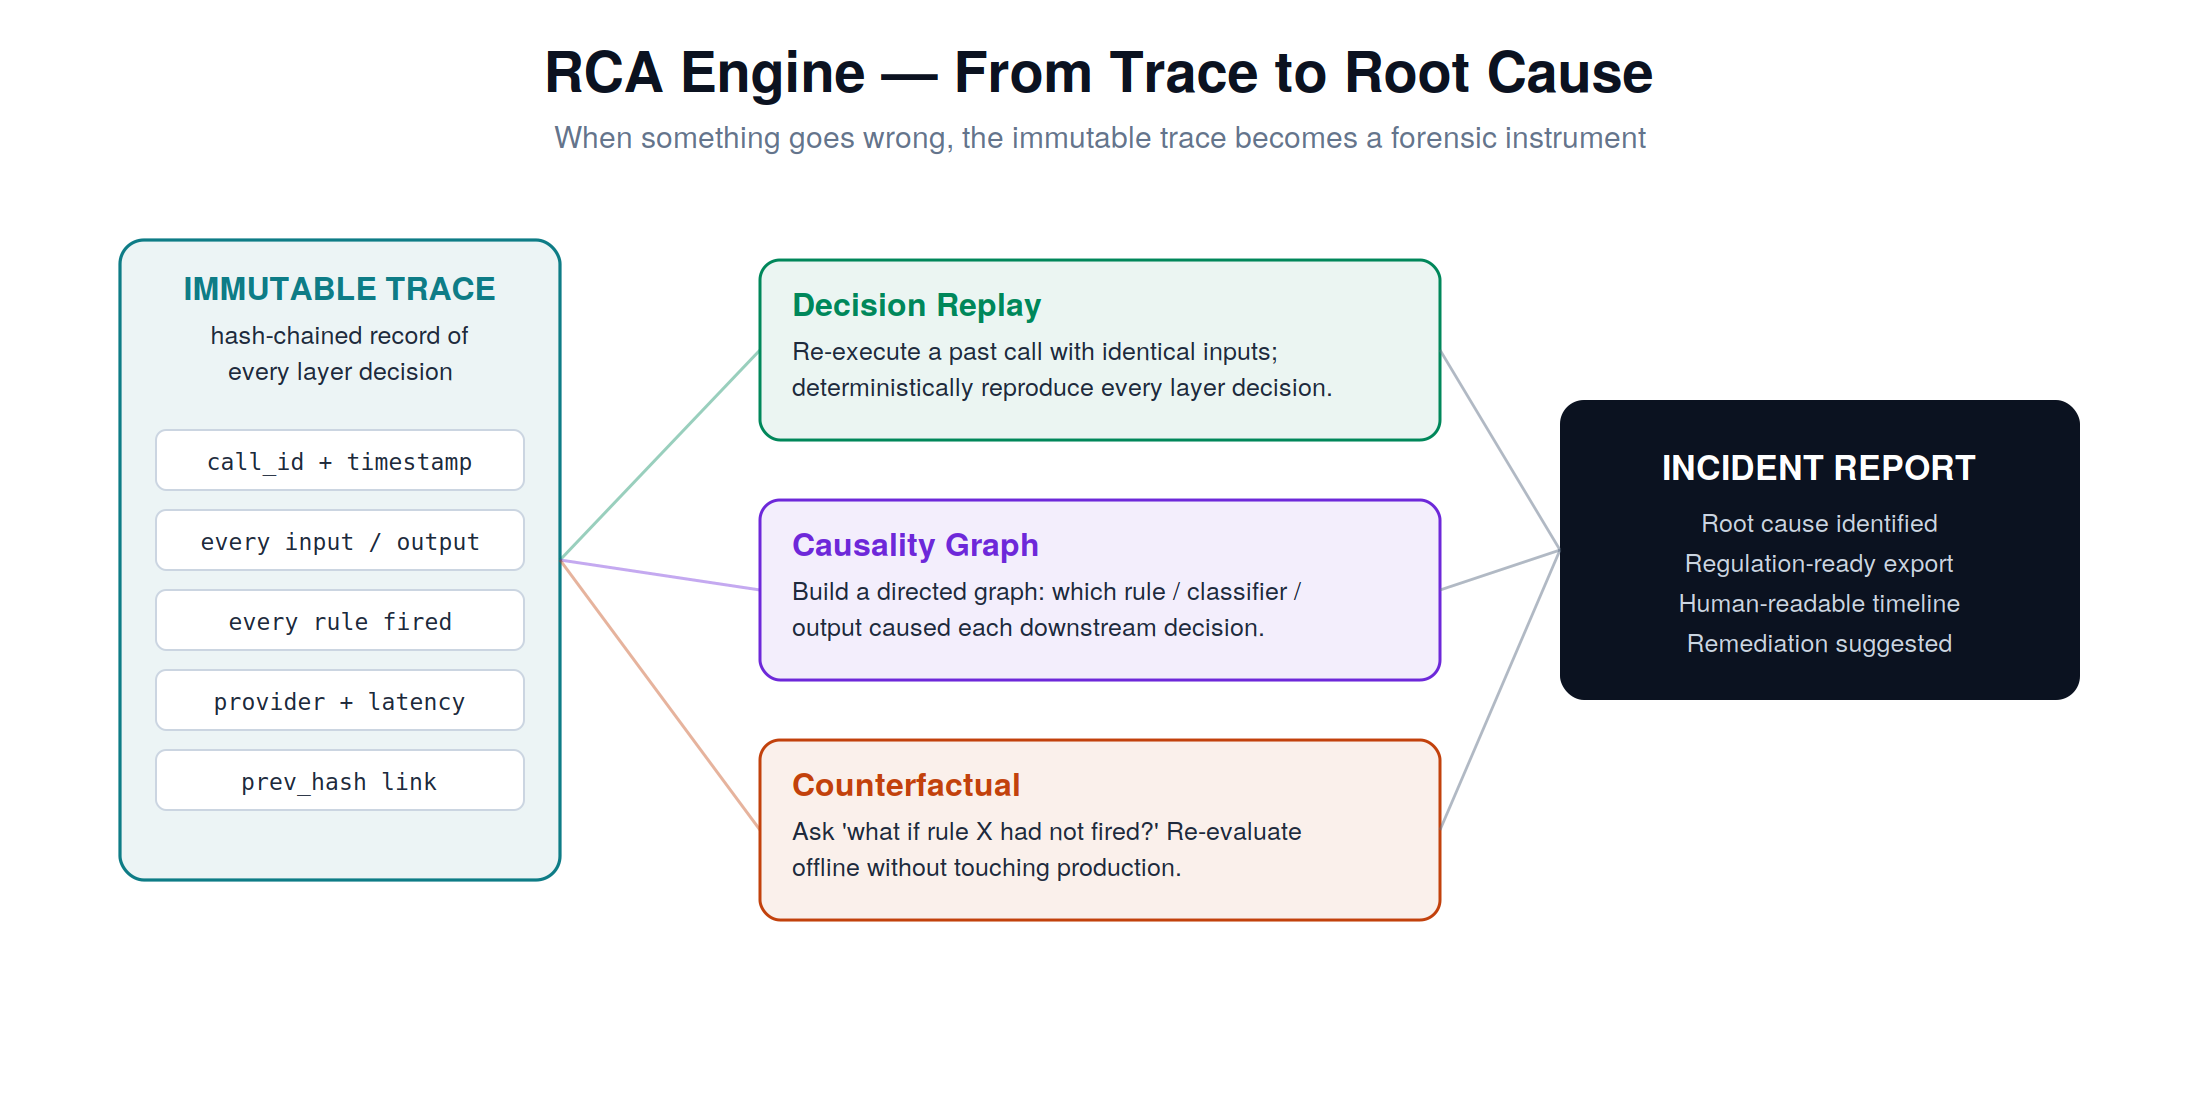 RCA Engine — From Trace to Root Cause
When something goes wrong, the immutable trace becomes a forensic instrument
IMMUTABLE TRACE
hash-chained record of
every layer decision
call_id + timestamp
every input / output
every rule fired
provider + latency
prev_hash link
Decision Replay
Re-execute a past call with identical inputs;
deterministically reproduce every layer decision.
Causality Graph
Build a directed graph: which rule / classifier /
output caused each downstream decision.
Counterfactual
Ask 'what if rule X had not fired?' Re-evaluate
offline without touching production.
INCIDENT REPORT
Root cause identified
Regulation-ready export
Human-readable timeline
Remediation suggested